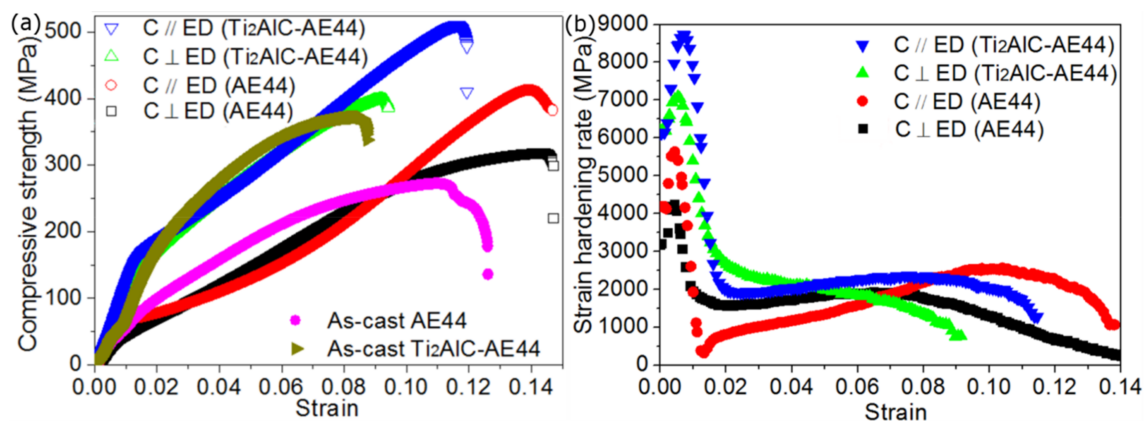 (a)
Compressive strength (MPa)
500
400
300
200
100
0
C // ED (Ti2AlC-AE44)
C ⊥ ED (Ti2AlC-AE44)
C // ED (AE44)
C ⊥ ED (AE44)
As-cast AE44
As-cast Ti2AlC-AE44
0.00 0.02 0.04 0.06 0.08 0.10 0.12 0.14
Strain
(b)
Strain hardening rate (MPa)
9000
8000
7000
6000
5000
4000
3000
2000
1000
0
C // ED (Ti2AlC-AE44)
C ⊥ ED (Ti2AlC-AE44)
C // ED (AE44)
C ⊥ ED (AE44)
0.00 0.02 0.04 0.06 0.08 0.10 0.12 0.14
Strain